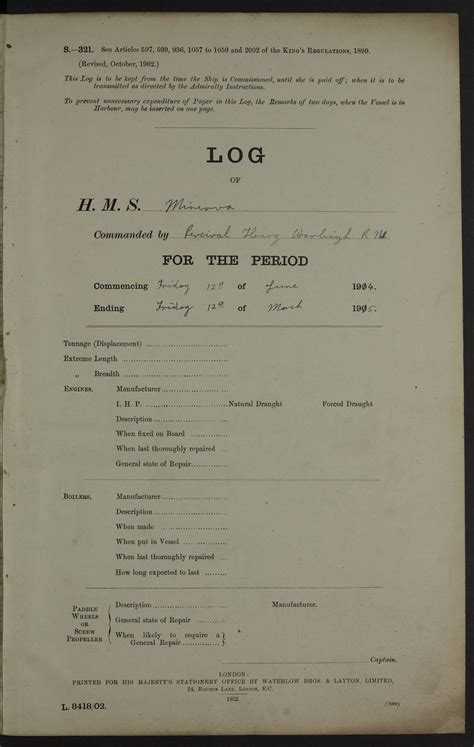 S.—321. See Articles 597, 599, 936, 1057 to 1059 and 2002 of the KING'S REGULATIONS, 1899.
(Revised, October, 1902.)
This Log is to be kept from the time the Ship is Commissioned, until she is paid off; when it is to be
transmitted as directed by the Admiralty Instructions.
To prevent unnecessary expenditure of Paper in this Log, the Remarks of two days, when the Vessel is in
Harbour, may be inserted on one page.
LOG
OF
H. M. S. Minerva
Commanded by Percival Henry Warleigh R N
FOR THE PERIOD
Commencing Friday 12th of June 1914.
Ending Friday 12th of March 1915.
Tonnage (Displacement)
Extreme Length
„ Breadth
ENGINES. Manufacturer
I. H. P. Natural Draught Forced Draught
Description
When fixed on Board
When last thoroughly repaired
General state of Repair
BOILERS. Manufacturer
Description
When made
When put in Vessel
When last thoroughly repaired
How long expected to last
PADDLE WHEELS OR SCREW PROPELLER
Description Manufacturer.
General state of Repair
When likely to require a General Repair
Captain.
LONDON:
PRINTED FOR HIS MAJESTY'S STATIONERY OFFICE BY WATERLOW BROS. & LAYTON, LIMITED,
24, BIRCHIN LANE, LONDON, E.C.
1902.
L. 8418/02.